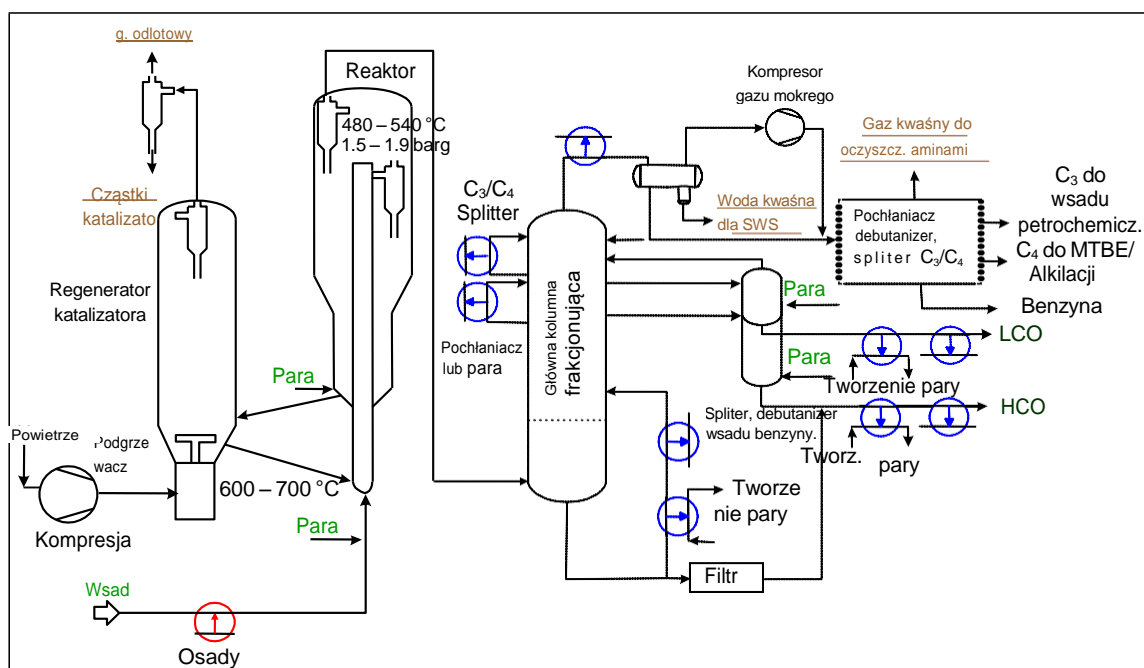 g. odlotowy
Cząstki
katalizato
Regenerator
katalizatora
Powietrze
Podgrze
wacz
Kompresja
600 – 700 °C
Wsad
Osady
Para
Para
Reaktor
480 – 540 °C
1.5 – 1.9 barg
C3/C4
Splitter
Pochłaniacz
lub para
Główna kolumna
frakcjonująca
Kompresor
gazu mokrego
Woda kwaśna
dla SWS
Gaz kwaśny do
oczyszcz. aminami
Pochłaniacz
debutanizer,
spliter C3/C4
C3 do
wsadu
petrochemicz.
C4 do MTBE/
Alkilacji
Benzyna
Para
Para
LCO
Tworzenie pary
HCO
Tworz.
pary
Spliter, debutanizer
wsadu benzyny.
Tworze
nie pary
Filtr